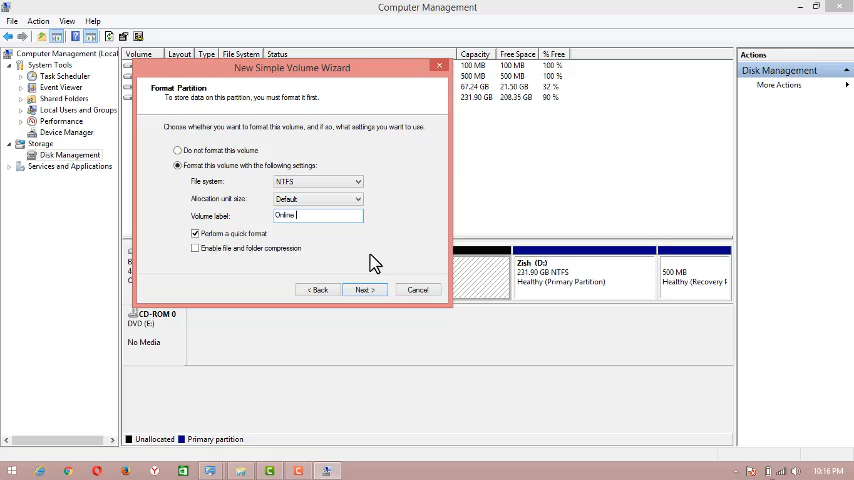 Computer Management
File Action View Help
Computer Management (Local
System Tools
Task Scheduler
Event Viewer
Shared Folders
Local Users and Groups
Performance
Device Manager
Storage
Disk Management
Services and Applications
Volume Layout Type File System Status Capacity Free Space % Free
100 MB 100 MB 100 %
500 MB 500 MB 100 %
67.24 GB 21.50 GB 32 %
231.90 GB 208.35 GB 90 %
Actions
Disk Management
More Actions
New Simple Volume Wizard
Format Partition
To store data on this partition, you must format it first.
Choose whether you want to format this volume, and if so, what settings you want to use.
Do not format this volume
Format this volume with the following settings:
File system: NTFS
Allocation unit size: Default
Volume label: Online
Perform a quick format
Enable file and folder compression
< Back Next > Cancel
Zish (D:)
231.90 GB NTFS
Healthy (Primary Partition)
500 MB
Healthy (Recovery P
CD-ROM 0
DVD (E:)
No Media
Unallocated Primary partition
10:16 PM